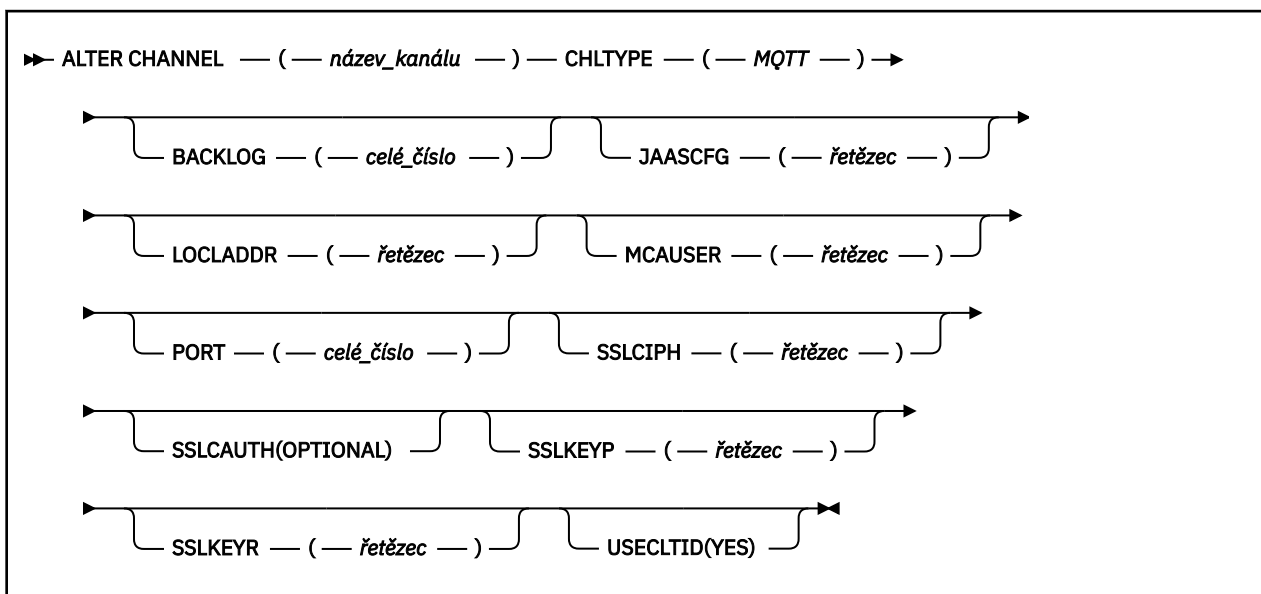 ALTER CHANNEL ( název_kanálu ) CHLTYPE ( MQTT )
BACKLOG ( celé_číslo ) JAASCFG ( řetězec )
LOCLADDR ( řetězec ) MCAUSER ( řetězec )
PORT ( celé_číslo ) SSLCIPH ( řetězec )
SSLCAUTH(OPTIONAL) SSLKEYP ( řetězec )
SSLKEYR ( řetězec ) USECLTID(YES)